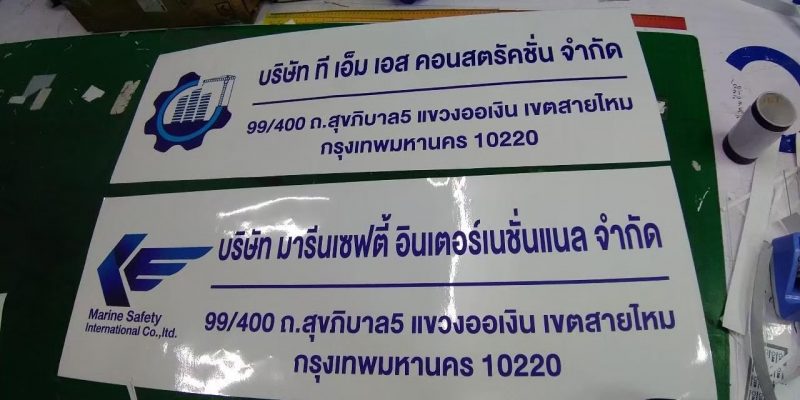 บริษัท ที เอ็ม เอส คอนสตรัคชั่น จำกัด
99/400 ถ.สุขภิบาล5 แขวงออเงิน เขตสายไหม
กรุงเทพมหานคร 10220
บริษัท มารีนเซฟตี้ อินเตอร์เนชั่นแนล จำกัด
Marine Safety
International Co.,ltd.
99/400 ถ.สุขภิบาล5 แขวงออเงิน เขตสายไหม
กรุงเทพมหานคร 10220